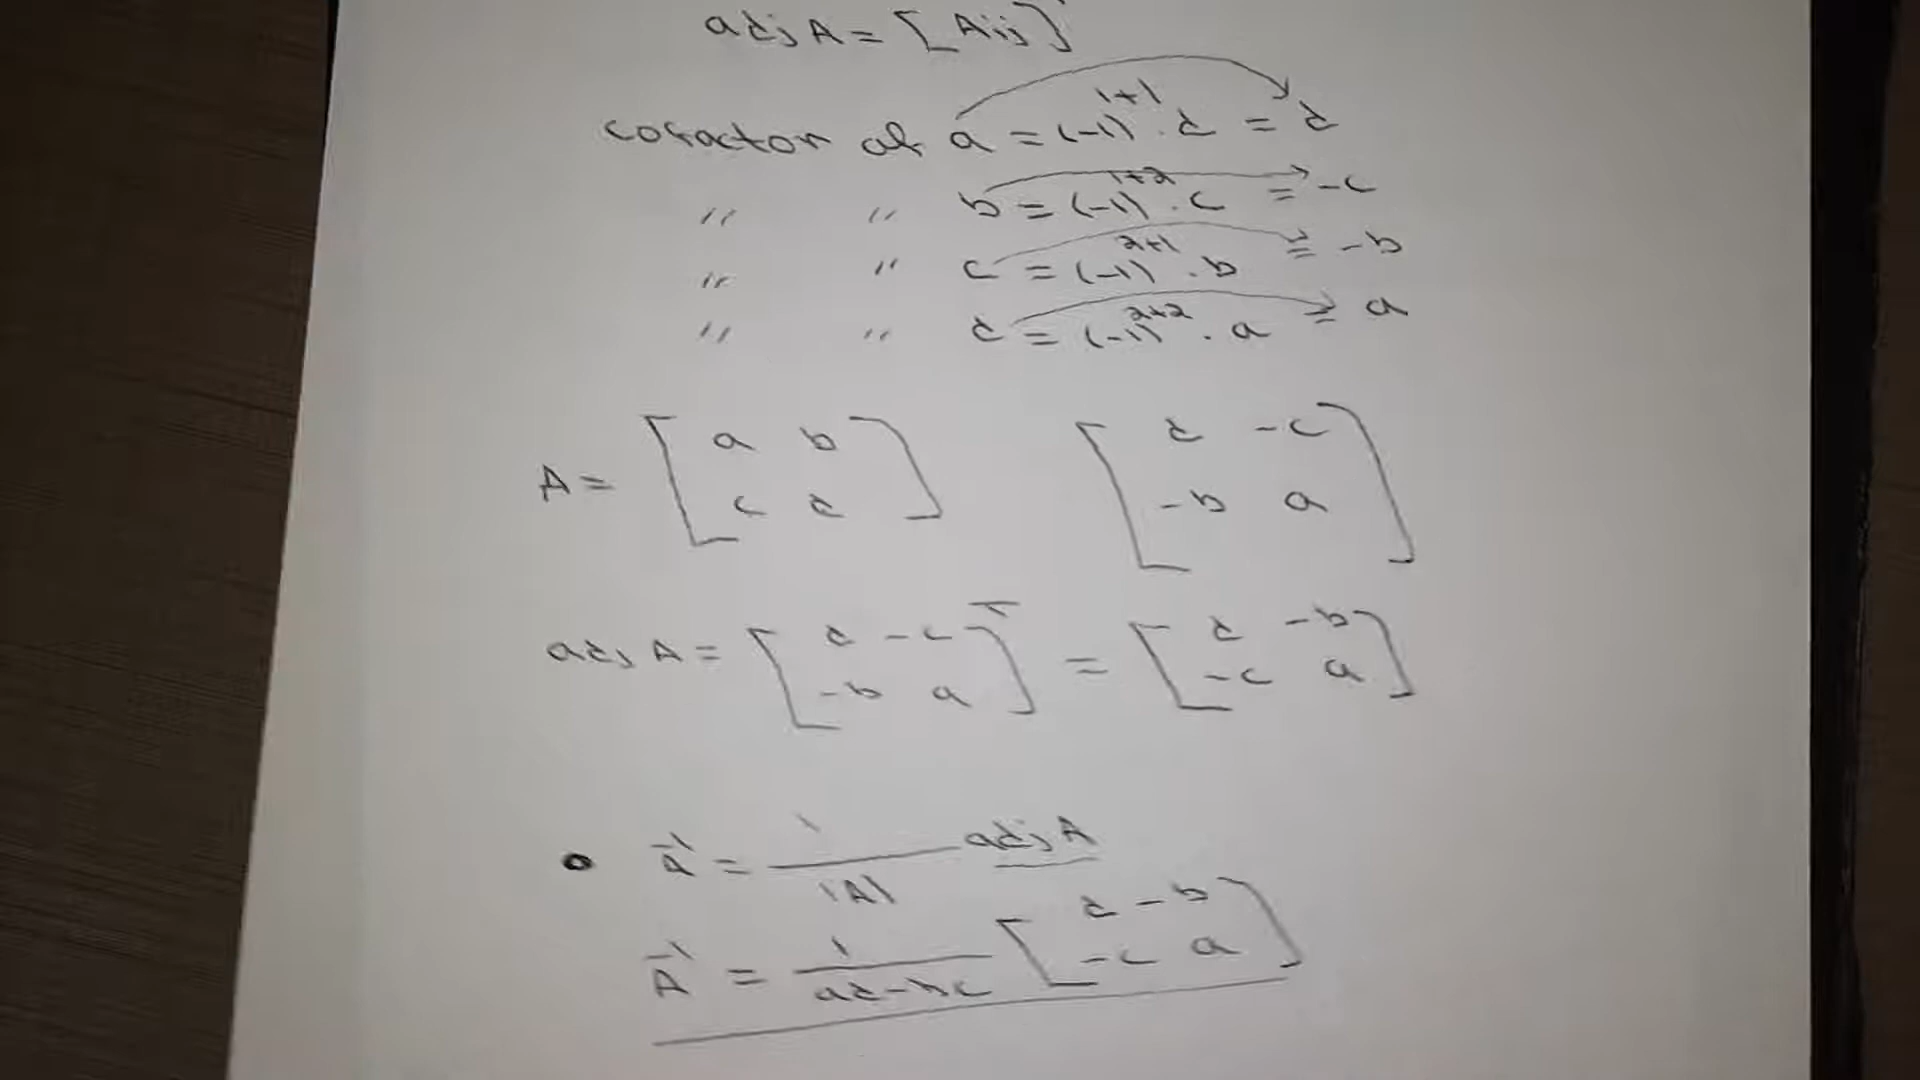 adj A = [Aij]'
cofactor of a = (-1)^{1+1} . d = d
" " b = (-1)^{1+2} . c = -c
" " c = (-1)^{2+1} . b = -b
" " d = (-1)^{2+2} . a = a
A = [a b; c d] [d -c; -b a]
adj A = [d -c; -b a]^T = [d -b; -c a]
• A^{-1} = 1/|A| adj A
A^{-1} = 1/(ad-bc) [d -b; -c a]